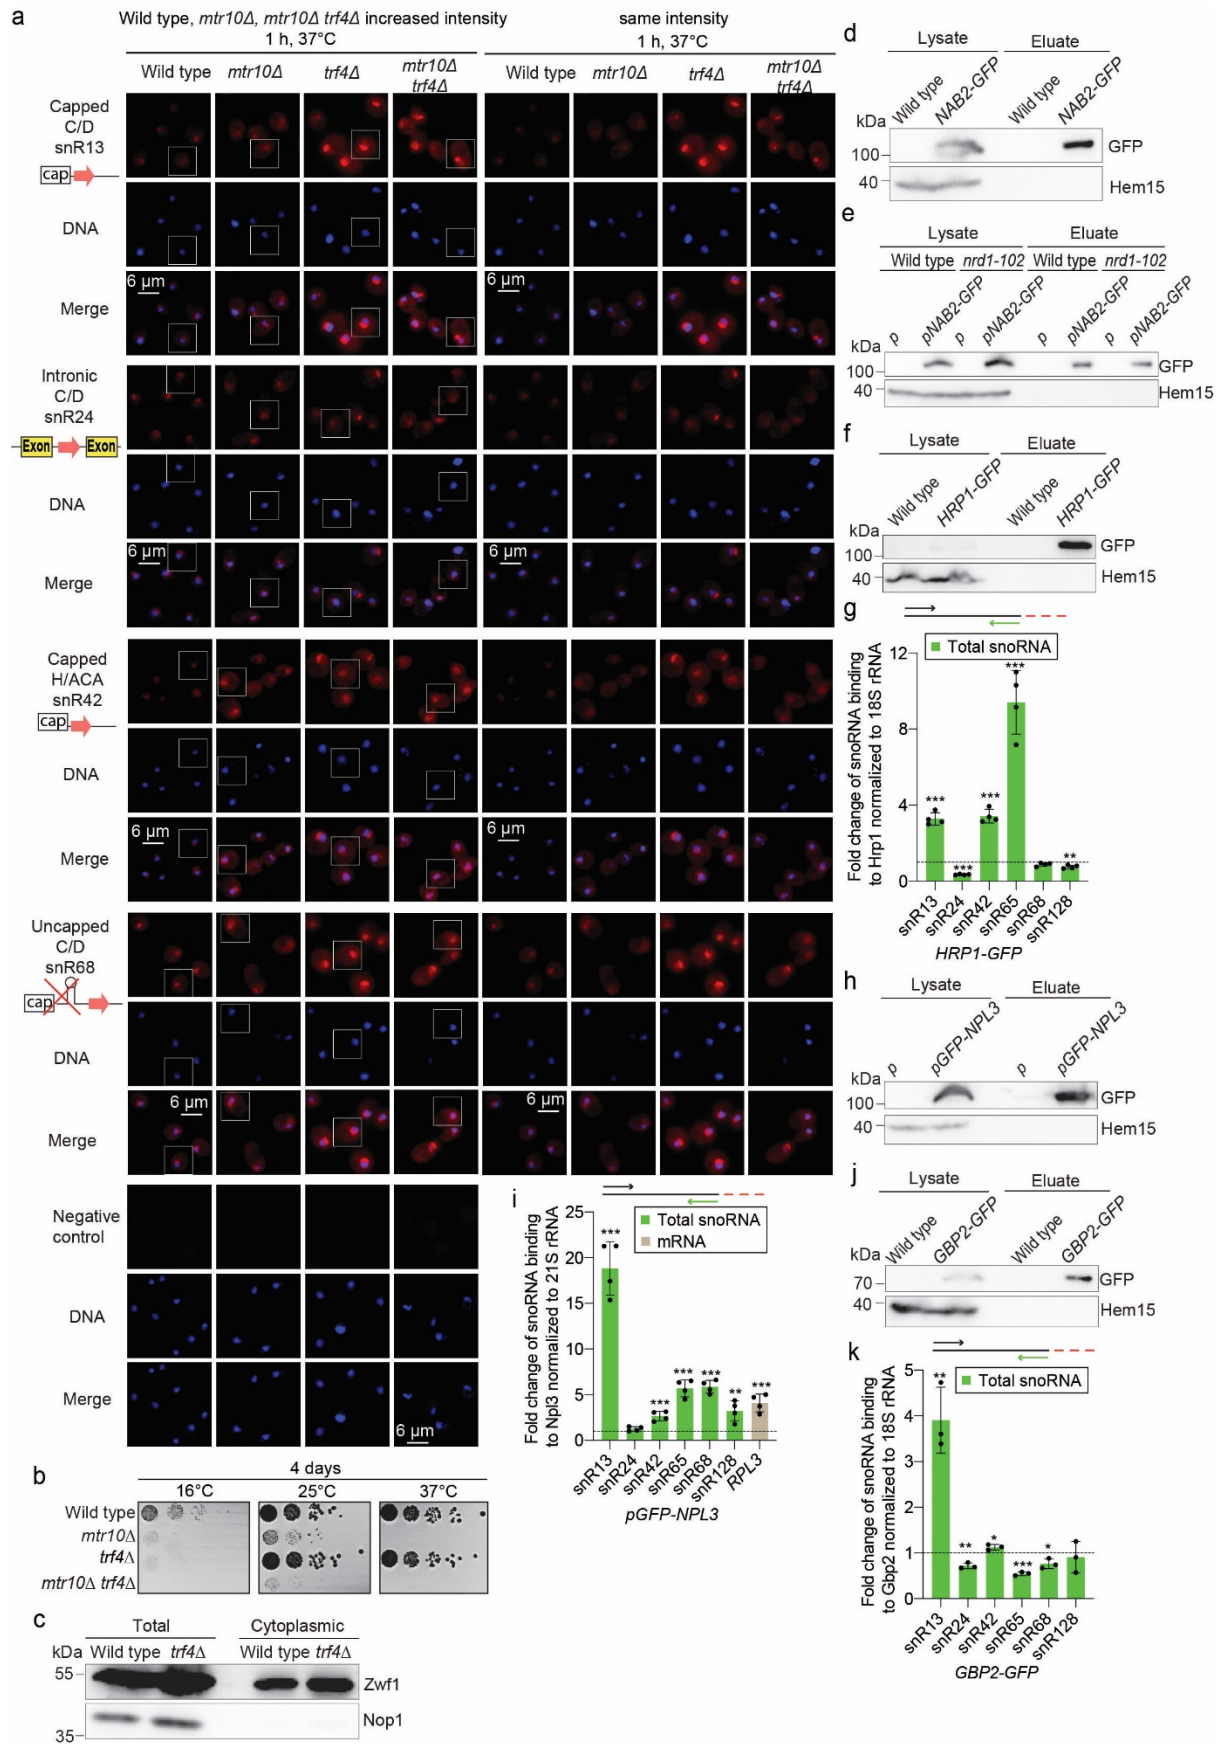 a
Wild type, mtr10Δ, mtr10Δ trf4Δ increased intensity
1 h, 37°C
same intensity
1 h, 37°C
Wild type mtr10Δ trf4Δ mtr10Δ trf4Δ
Wild type mtr10Δ trf4Δ mtr10Δ trf4Δ
Capped
C/D
snR13
cap
DNA
Merge
6 µm
6 µm
Intronic
C/D
snR24
Exon Exon
DNA
Merge
6 µm
6 µm
Capped
H/ACA
snR42
cap
DNA
Merge
6 µm
6 µm
Uncapped
C/D
snR68
cap
DNA
Merge
6 µm
6 µm
Negative
control
DNA
Merge
6 µm
b
4 days
16°C 25°C 37°C
Wild type
mtr10Δ
trf4Δ
mtr10Δ trf4Δ
c
Total Cytoplasmic
kDa Wild type trf4Δ Wild type trf4Δ
55 Zwf1
Nop1
35
d
Lysate Eluate
Wild type NAB2-GFP Wild type NAB2-GFP
kDa
100 GFP
40 Hem15
e
Lysate Eluate
Wild type nrd1-102 Wild type nrd1-102
p pNAB2-GFP p pNAB2-GFP p pNAB2-GFP p pNAB2-GFP
kDa
100 GFP
40 Hem15
f
Lysate Eluate
Wild type HRP1-GFP Wild type HRP1-GFP
kDa
100 GFP
40 Hem15
g
Total snoRNA
Fold change of snoRNA binding
to Hrp1 normalized to 18S rRNA
12
8
4
0
*** *** *** *** **
snR13 snR24 snR42 snR65 snR68 snR128
HRP1-GFP
h
Lysate Eluate
p pGFP-NPL3 p pGFP-NPL3
kDa
100 GFP
40 Hem15
i
Total snoRNA
mRNA
Fold change of snoRNA binding
to Npl3 normalized to 21S rRNA
25
20
15
10
5
0
*** *** *** *** ** ***
snR13 snR24 snR42 snR65 snR68 snR128 RPL3
pGFP-NPL3
j
Lysate Eluate
Wild type GBP2-GFP Wild type GBP2-GFP
kDa
70 GFP
40 Hem15
k
Total snoRNA
Fold change of snoRNA binding
to Gbp2 normalized to 18S rRNA
5
4
3
2
1
0
** ** * *** *
snR13 snR24 snR42 snR65 snR68 snR128
GBP2-GFP